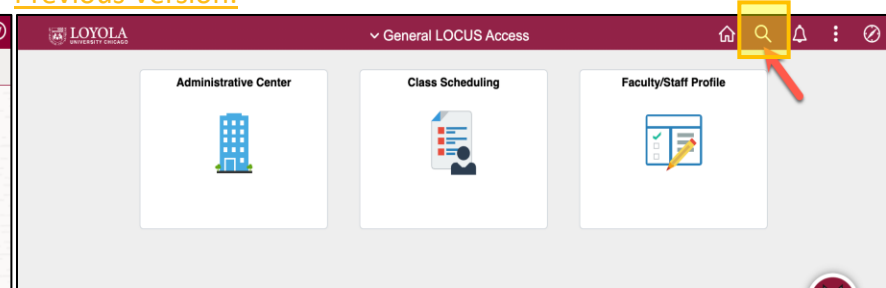 Previous version:
LOYOLA
UNIVERSITY CHICAGO
General LOCUS Access
Administrative Center
Class Scheduling
Faculty/Staff Profile